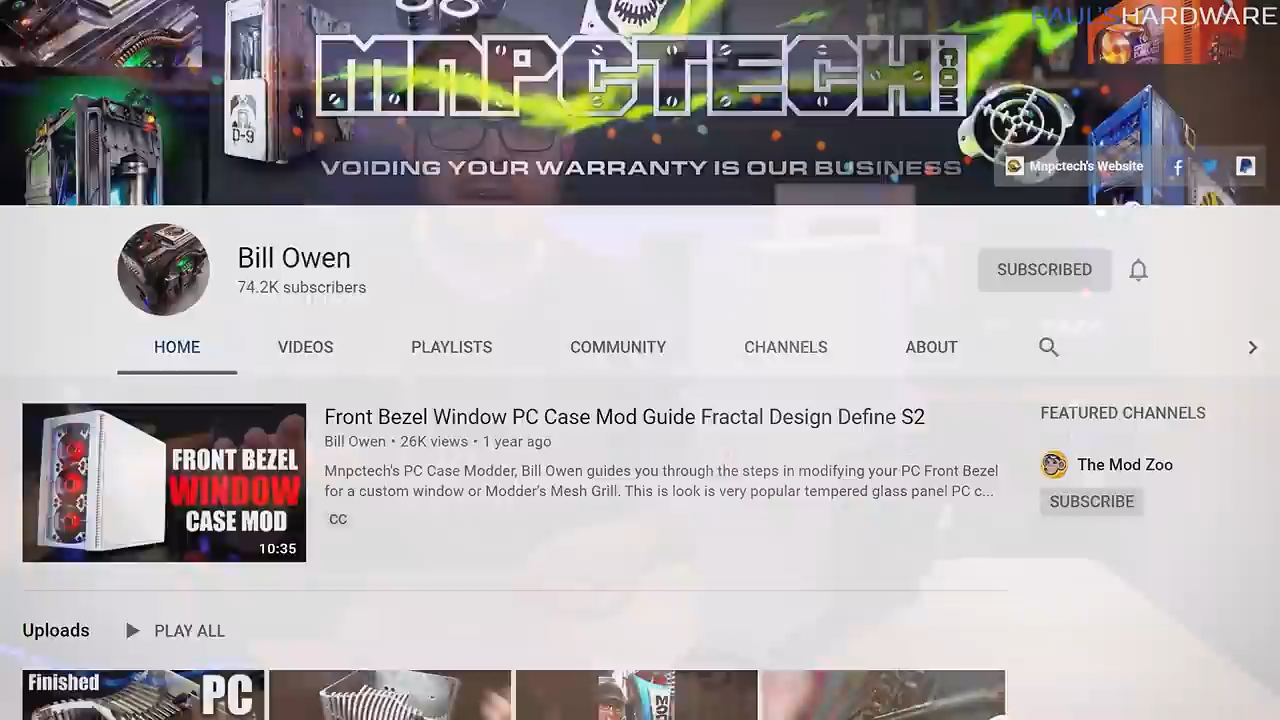 PAUL'SHARDWARE
MNPCTECH.COM
D-9
VOIDING YOUR WARRANTY IS OUR BUSINESS
Mnpctech's Website
Bill Owen
74.2K subscribers
SUBSCRIBED
HOME VIDEOS PLAYLISTS COMMUNITY CHANNELS ABOUT
Front Bezel Window PC Case Mod Guide Fractal Design Define S2
Bill Owen • 26K views • 1 year ago
Mnpctech's PC Case Modder, Bill Owen guides you through the steps in modifying your PC Front Bezel
for a custom window or Modder's Mesh Grill. This is look is very popular tempered glass panel PC c...
CC
FRONT BEZEL
WINDOW
CASE MOD
10:35
FEATURED CHANNELS
The Mod Zoo
SUBSCRIBE
Uploads PLAY ALL
Finished
PC